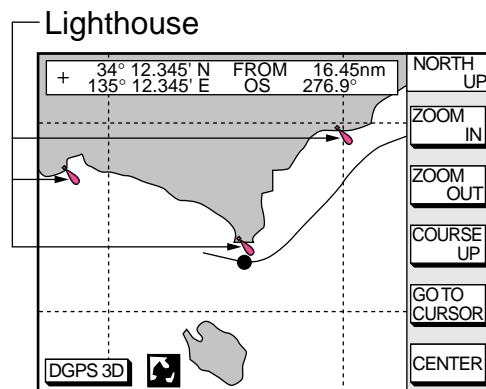 Lighthouse
+ 34° 12.345' N FROM 16.45nm
135° 12.345' E OS 276.9°
NORTH
UP
ZOOM
IN
ZOOM
OUT
COURSE
UP
GO TO
CURSOR
CENTER
DGPS 3D